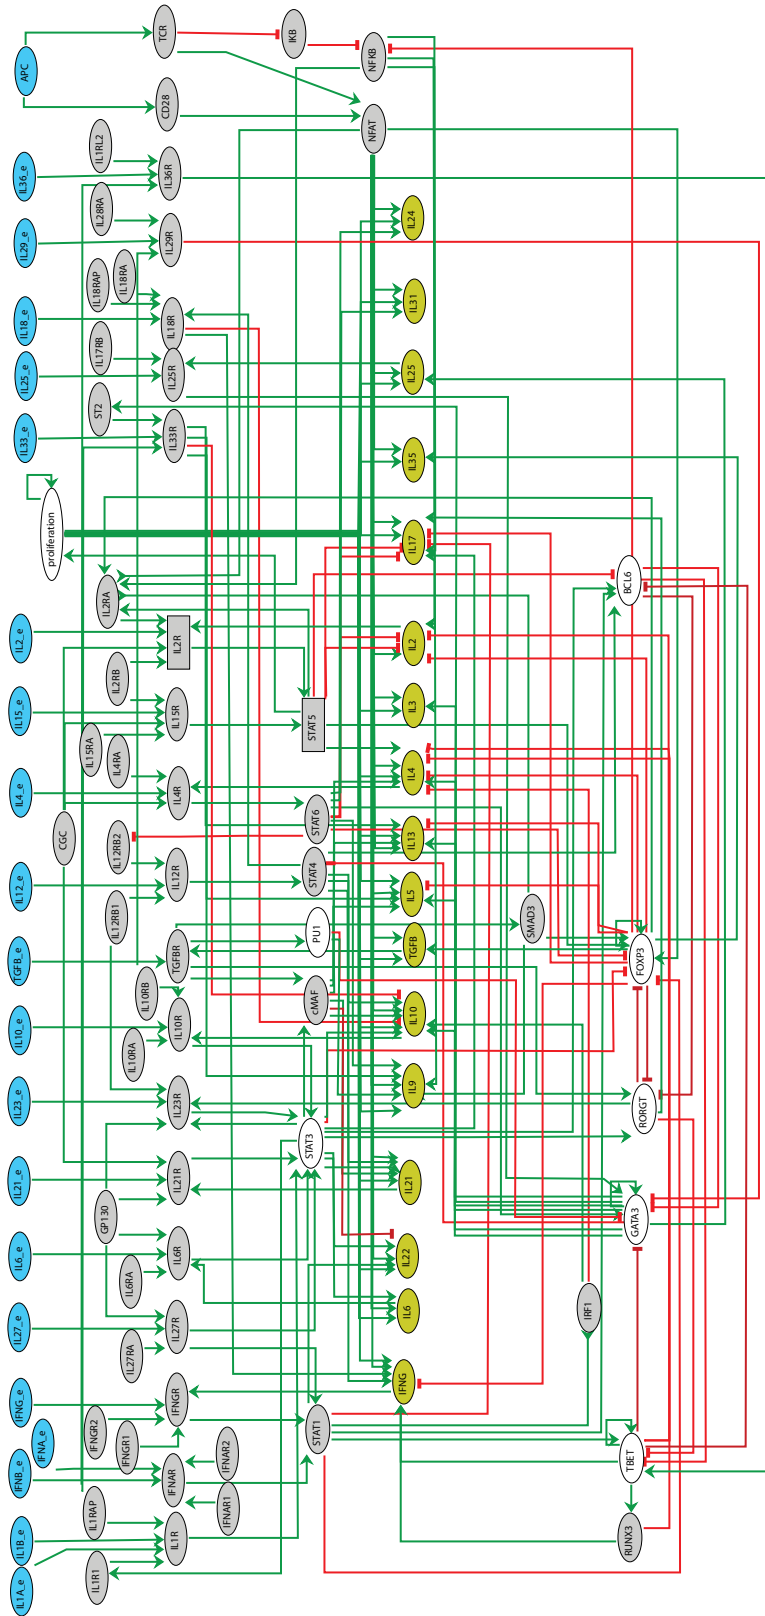 APC
IL36_e
IL29_e
IL18_e
IL25_e
IL33_e
IL2_e
IL15_e
IL4_e
IL12_e
TGFB_e
IL10_e
IL23_e
IL21_e
IL6_e
IL27_e
IFNG_e
IFNA_e
IFNB_e
IL1B_e
IL1A_e
proliferation
CGC
IL1RL2
IL28RA
IL18RA
IL18RAP
IL17RB
ST2
IL2RA
IL2RB
IL15RA
IL4RA
IL12RB2
IL12RB1
IL10RB
IL10RA
GP130
IL6RA
IL27RA
IFNGR2
IFNGR1
IFNAR2
IFNAR1
IL1RAP
IL1R1
TCR
CD28
IL36R
IL29R
IL18R
IL25R
IL33R
IL2R
IL15R
IL4R
IL12R
TGFBR
IL10R
IL23R
IL21R
IL6R
IL27R
IFNGR
IFNAR
IL1R
IKB
STAT5
STAT6
STAT4
PU1
cMAF
STAT3
STAT1
NFKB
NFAT
IL24
IL31
IL25
IL35
IL17
IL2
IL3
IL4
IL13
IL5
TGFB
IL10
IL9
IL21
IL22
IL6
IFNG
SMAD3
IRF1
BCL6
FOXP3
RORGT
GATA3
TBET
RUNX3